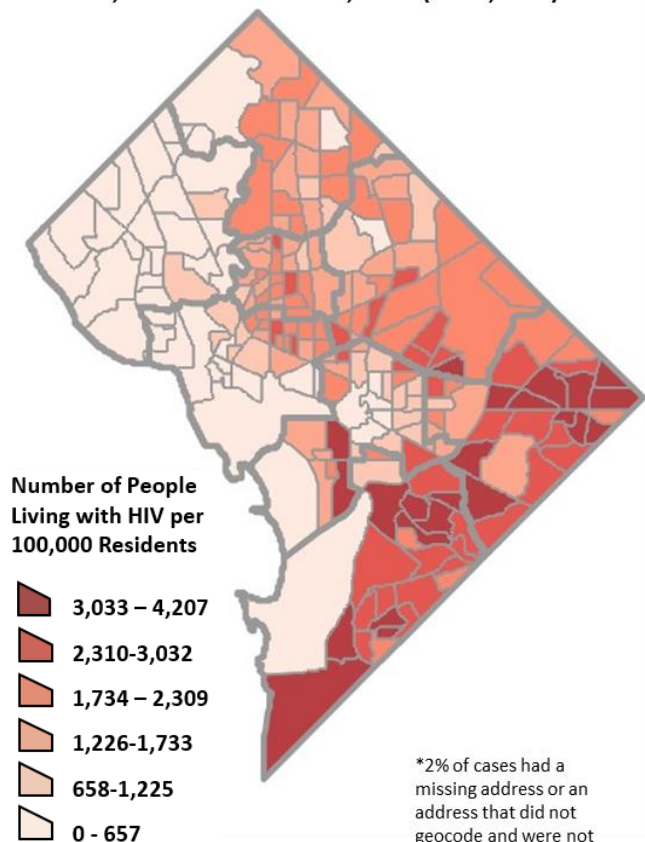 Number of People
Living with HIV per
100,000 Residents
3,033 – 4,207
2,310-3,032
1,734 – 2,309
1,226-1,733
658-1,225
0 - 657
*2% of cases had a
missing address or an
address that did not
geocode and were not